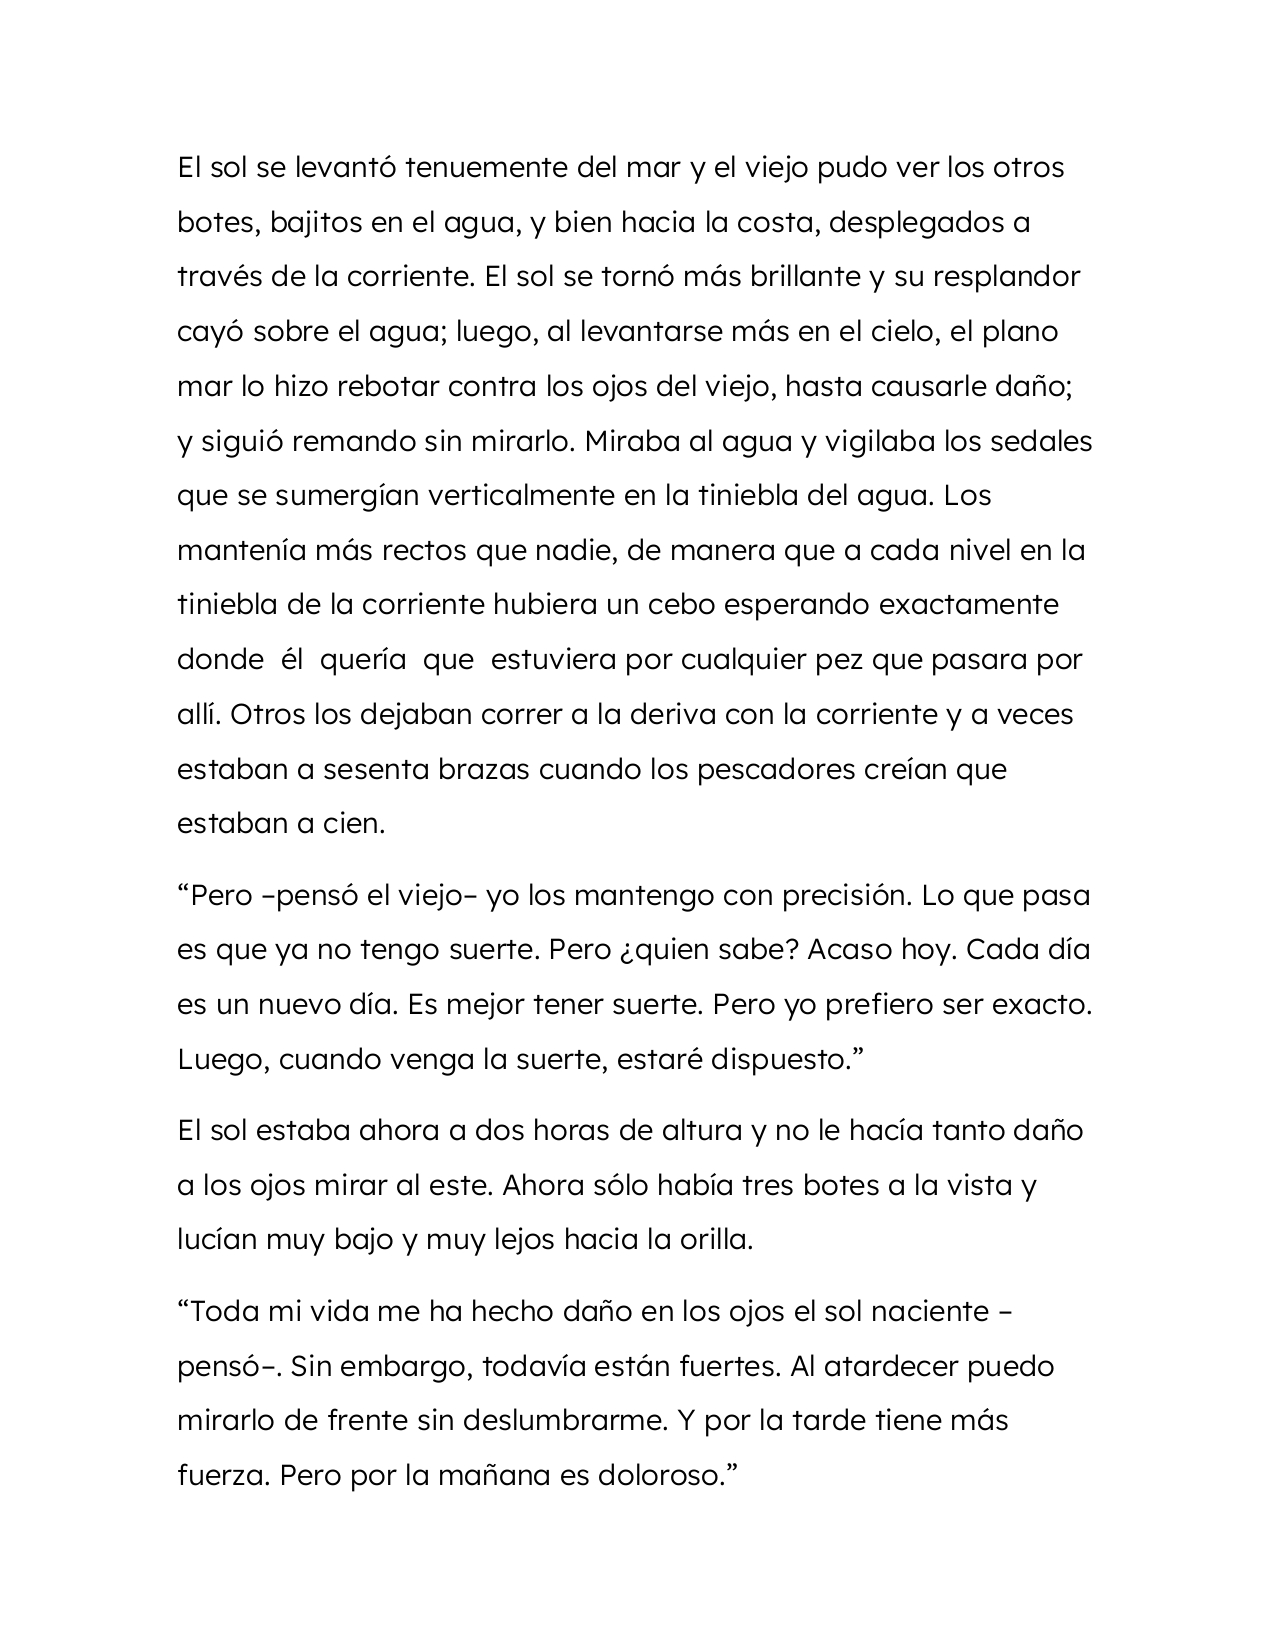 El sol se levantó tenuemente del mar y el viejo pudo ver los otros
botes, bajitos en el agua, y bien hacia la costa, desplegados a
través de la corriente. El sol se tornó más brillante y su resplandor
cayó sobre el agua; luego, al levantarse más en el cielo, el plano
mar lo hizo rebotar contra los ojos del viejo, hasta causarle daño;
y siguió remando sin mirarlo. Miraba al agua y vigilaba los sedales
que se sumergían verticalmente en la tiniebla del agua. Los
mantenía más rectos que nadie, de manera que a cada nivel en la
tiniebla de la corriente hubiera un cebo esperando exactamente
donde él quería que estuviera por cualquier pez que pasara por
allí. Otros los dejaban correr a la deriva con la corriente y a veces
estaban a sesenta brazas cuando los pescadores creían que
estaban a cien.
“Pero –pensó el viejo– yo los mantengo con precisión. Lo que pasa
es que ya no tengo suerte. Pero ¿quien sabe? Acaso hoy. Cada día
es un nuevo día. Es mejor tener suerte. Pero yo prefiero ser exacto.
Luego, cuando venga la suerte, estaré dispuesto.”
El sol estaba ahora a dos horas de altura y no le hacía tanto daño
a los ojos mirar al este. Ahora sólo había tres botes a la vista y
lucían muy bajo y muy lejos hacia la orilla.
“Toda mi vida me ha hecho daño en los ojos el sol naciente –
pensó–. Sin embargo, todavía están fuertes. Al atardecer puedo
mirarlo de frente sin deslumbrarme. Y por la tarde tiene más
fuerza. Pero por la mañana es doloroso.”